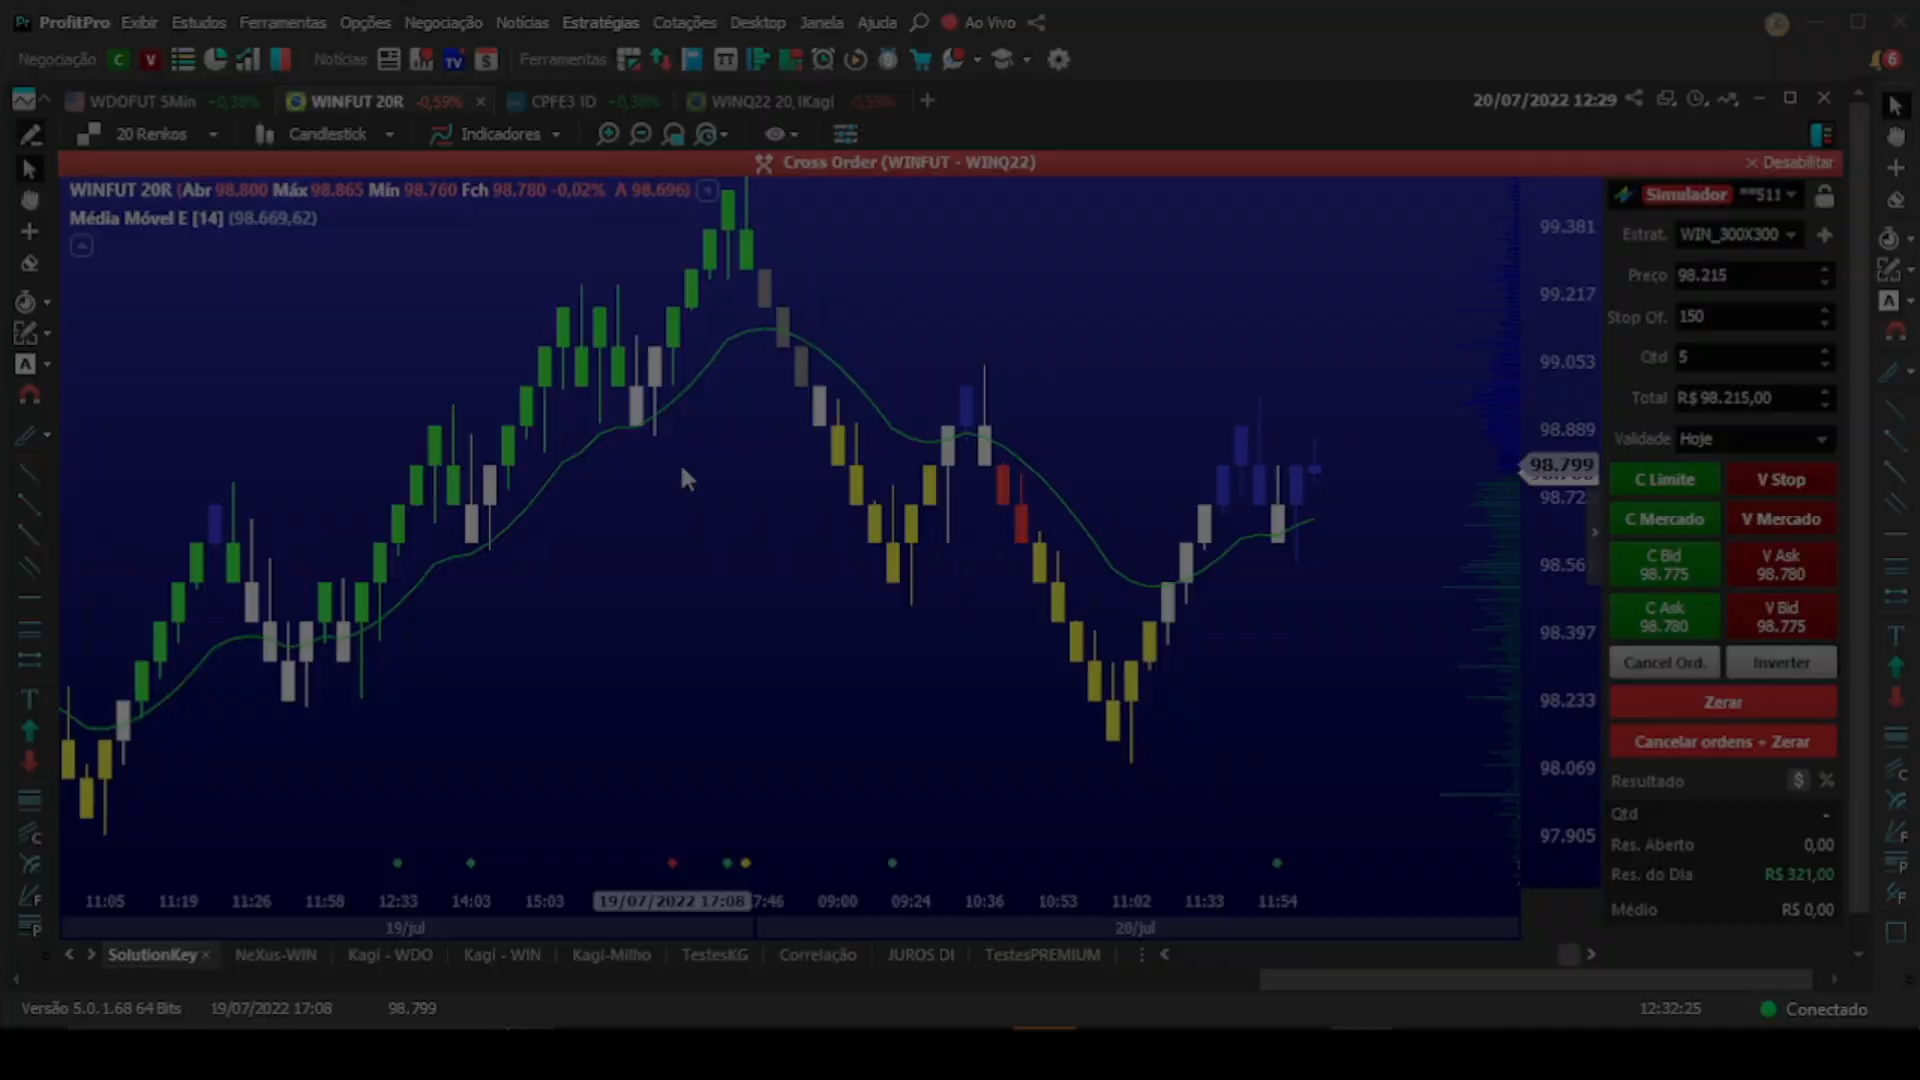 ProfitPro Exibir Estudos Ferramentas Opções Negociação Notícias Estratégias Cotações Desktop Janela Ajuda Ao Vivo
Negociação C V Notícias TV $ Ferramentas TT 6
WDOFUT 5Min -0,38% WINFUT 20R -0,59% × CPFE3 1D -0,38% WINQ22 20,1Kagi -0,59% + 20/07/2022 12:29
20 Renkos Candlestick Indicadores
Cross Order (WINFUT - WINQ22) × Desabilitar
WINFUT 20R (Abr 98.800 Máx 98.865 Mín 98.760 Fch 98.780 -0,02% A 98.696)
Média Móvel E [14] (98.669,62)
99.381
99.217
99.053
98.889
98.799
98.72
98.56
98.397
98.233
98.069
97.905
Simulador **511
Estrat. WIN_300X300
Preço 98.215
Stop Of. 150
Qtd 5
Total R$ 98.215,00
Validade Hoje
C Limite V Stop
C Mercado V Mercado
C Bid V Ask
98.775 98.780
C Ask V Bid
98.780 98.775
Cancel Ord. Inverter
Zerar
Cancelar ordens + Zerar
Resultado $ %
Qtd -
Res. Aberto 0,00
Res. do Dia R$ 321,00
Médio R$ 0,00
11:05 11:19 11:26 11:58 12:33 14:03 15:03 19/07/2022 17:08 7:46 09:00 09:24 10:36 10:53 11:02 11:33 11:54
19/jul 20/jul
SolutionKey × NeXus-WIN Kagi - WDO Kagi - WIN Kagi-Milho TestesKG Correlação JUROS DI TestesPREMIUM
Versão 5.0.1.68 64 Bits 19/07/2022 17:08 98.799 12:32:25 Conectado